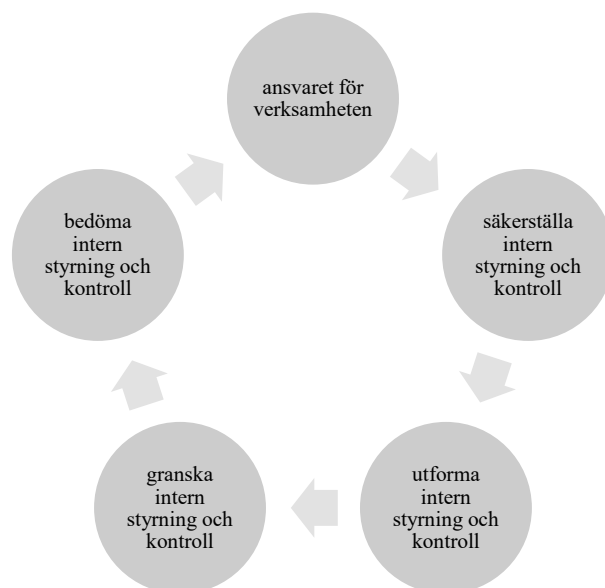 ansvaret för
verksamheten
säkerställa
intern
styrning och
kontroll
utforma
intern
styrning och
kontroll
granska
intern
styrning och
kontroll
bedöma
intern
styrning och
kontroll